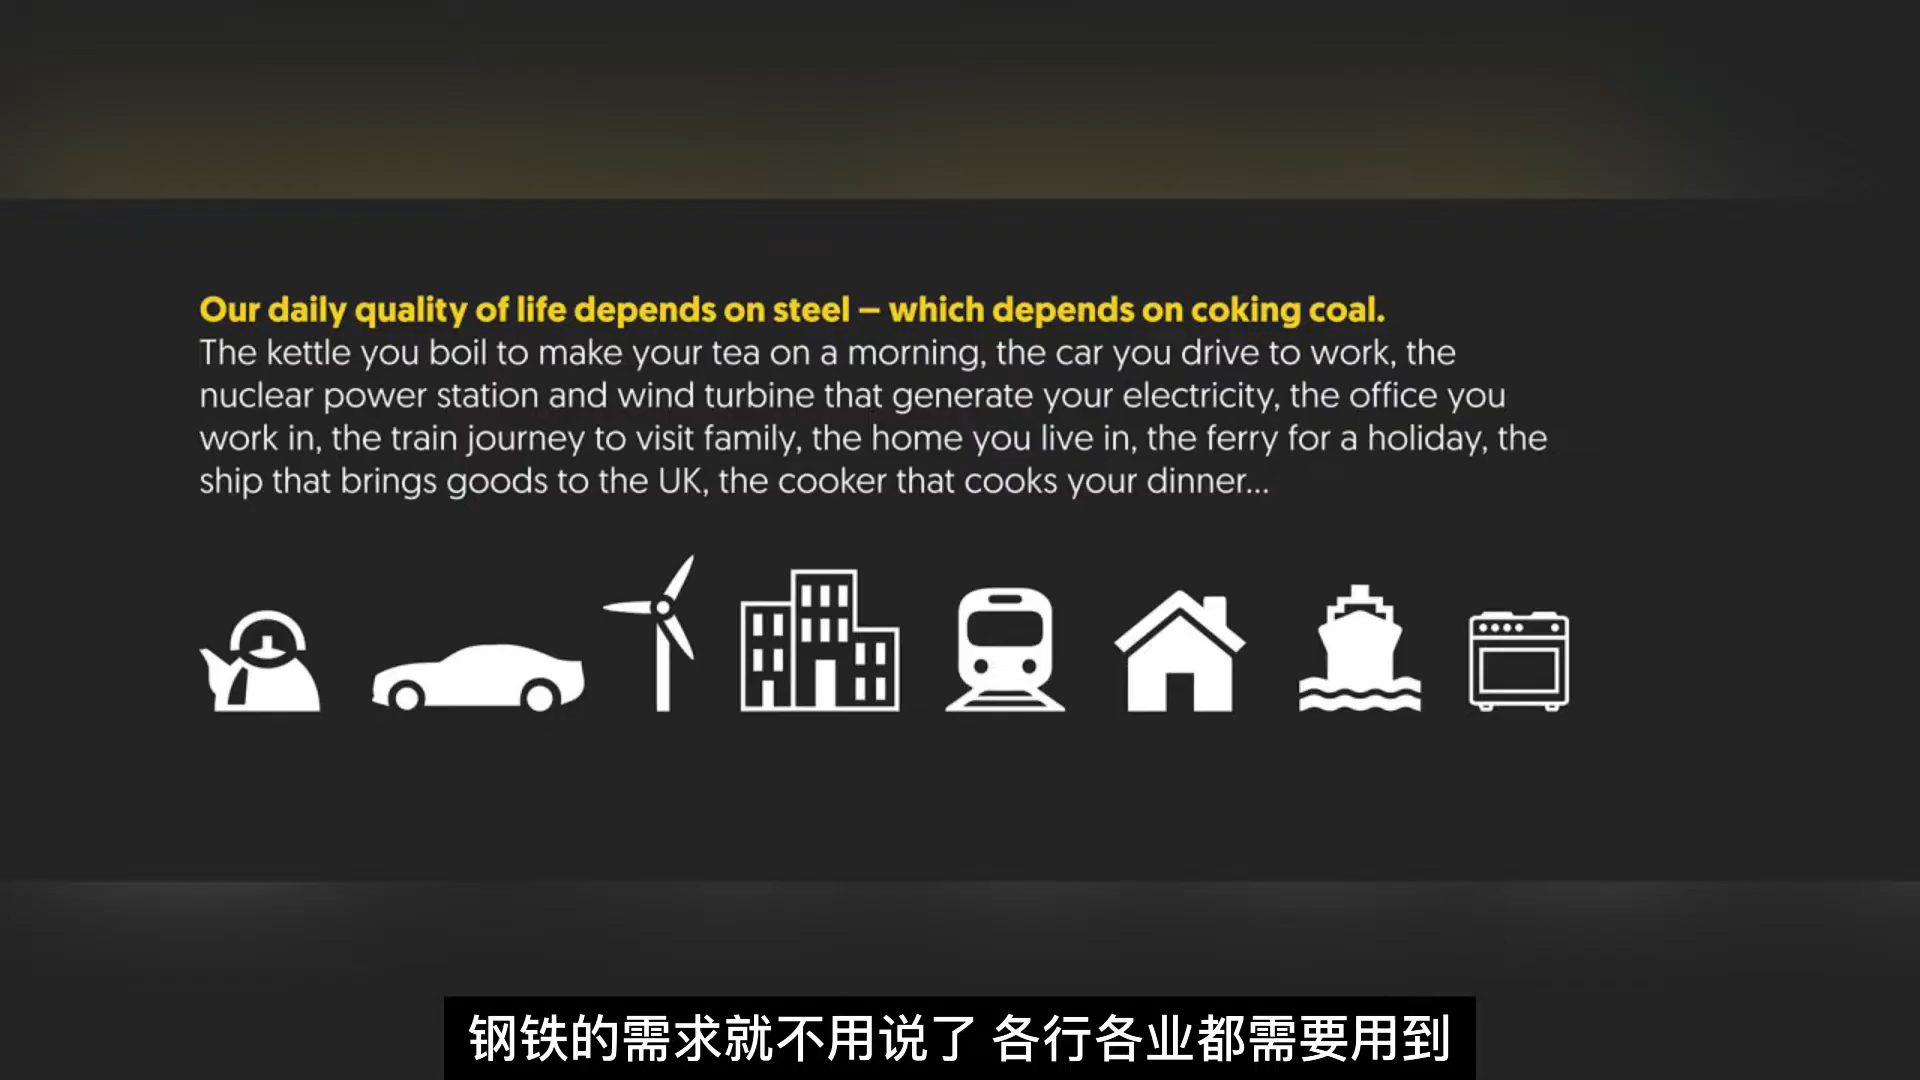 Our daily quality of life depends on steel – which depends on coking coal.
The kettle you boil to make your tea on a morning, the car you drive to work, the
nuclear power station and wind turbine that generate your electricity, the office you
work in, the train journey to visit family, the home you live in, the ferry for a holiday, the
ship that brings goods to the UK, the cooker that cooks your dinner...
钢铁的需求就不用说了 各行各业都需要用到